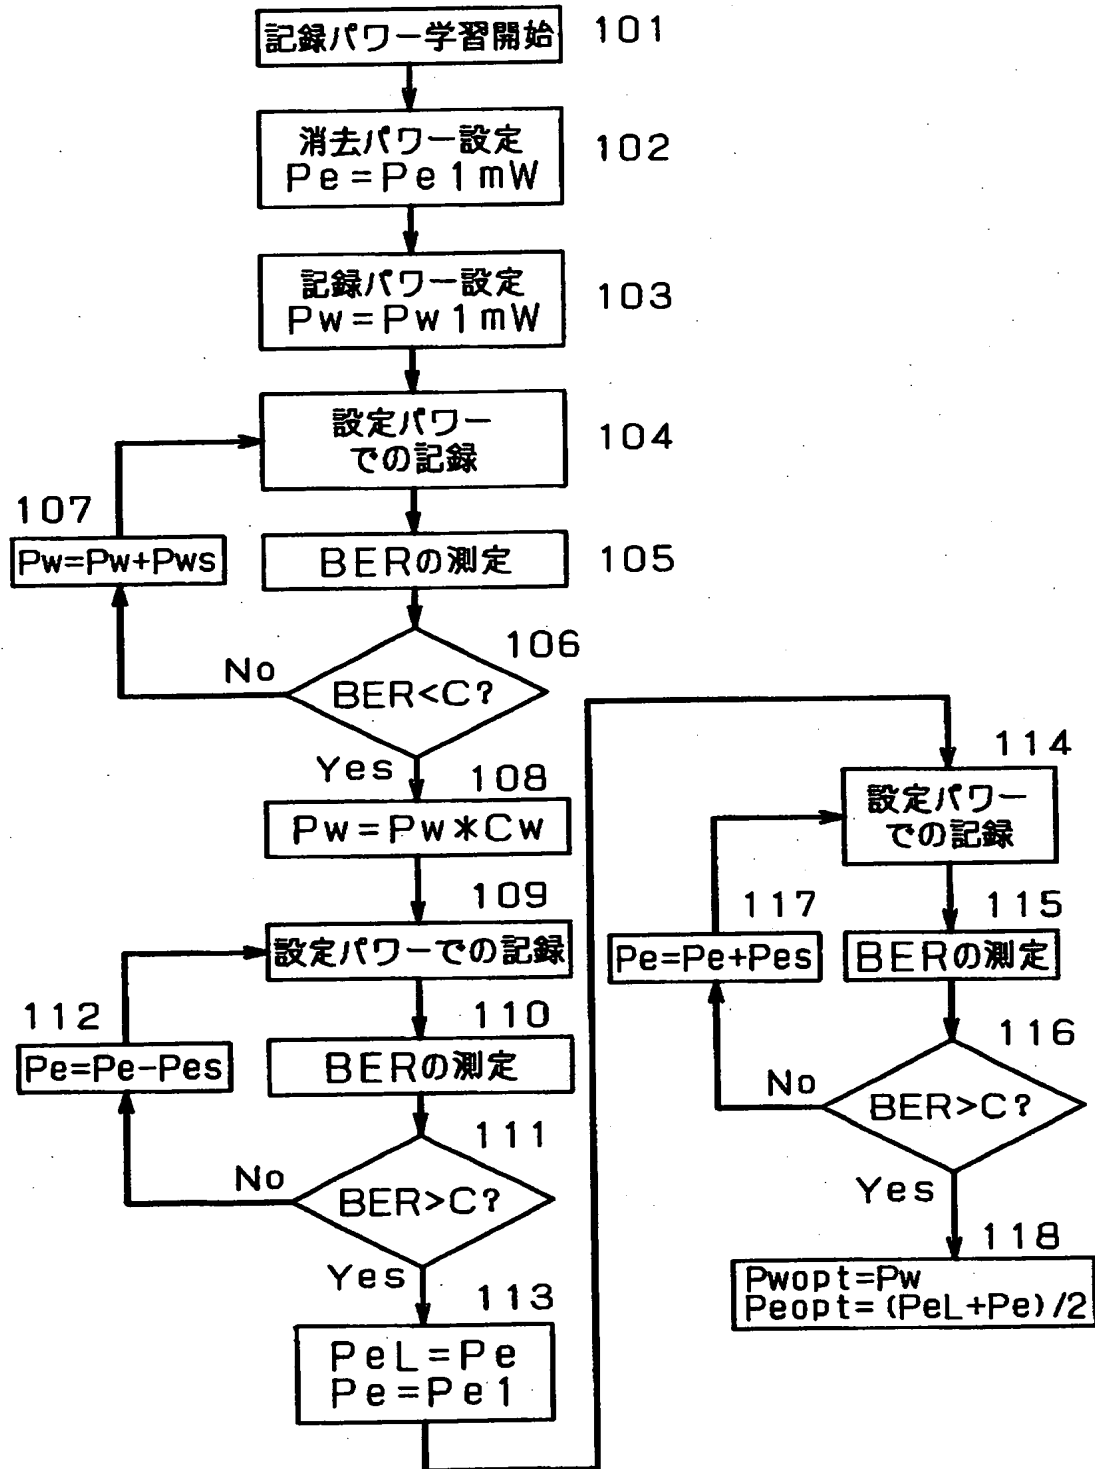 記録パワー学習開始
101
消去パワー設定
Pe=Pe1mW
102
記録パワー設定
Pw=Pw1mW
103
設定パワー
での記録
104
107
Pw=Pw+Pws
BERの測定
105
106
No
BER<C?
Yes
108
Pw=Pw*Cw
109
設定パワーでの記録
112
110
Pe=Pe-Pes
BERの測定
111
No
BER>C?
Yes
113
PeL=Pe
Pe=Pe1
114
設定パワー
での記録
117
115
Pe=Pe+Pes
BERの測定
116
No
BER>C?
Yes
118
Pwopt=Pw
Peopt=(PeL+Pe)/2